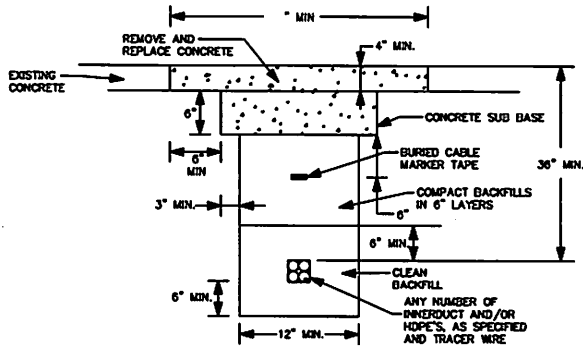 " MIN
REMOVE AND
REPLACE CONCRETE
4" MIN.
EXISTING
CONCRETE
6"
CONCRETE SUB BASE
6"
MIN
BURIED CABLE
MARKER TAPE
36" MIN.
3" MIN.
COMPACT BACKFILLS
IN 6" LAYERS
6"
6" MIN.
CLEAN
BACKFILL
6" MIN.
ANY NUMBER OF
INNERDUCT AND/OR
HDPE'S, AS SPECIFIED
AND TRACER WIRE
12" MIN.